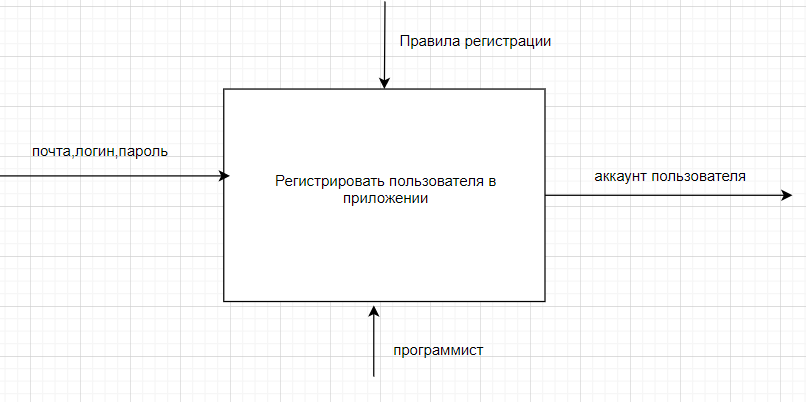 Правила регистрации
почта,логин,пароль
Регистрировать пользователя в
приложении
аккаунт пользователя
программист